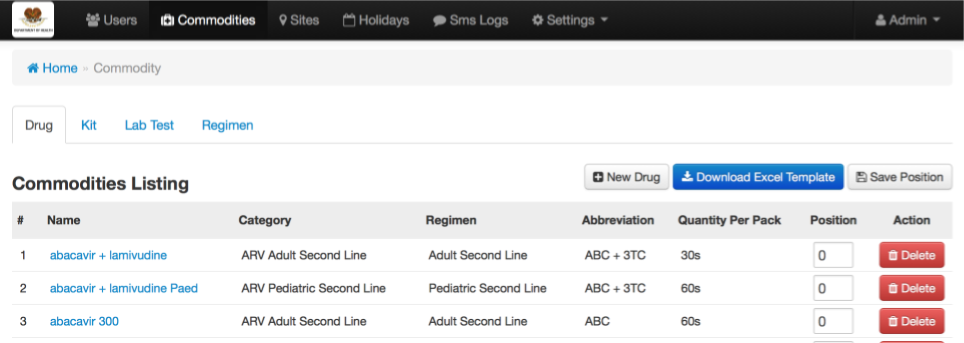 DEPARTMENT OF HEALTH
Users Commodities Sites Holidays Sms Logs Settings Admin
Home » Commodity
Drug Kit Lab Test Regimen
Commodities Listing New Drug Download Excel Template Save Position
# Name Category Regimen Abbreviation Quantity Per Pack Position Action
1 abacavir + lamivudine ARV Adult Second Line Adult Second Line ABC + 3TC 30s 0 Delete
2 abacavir + lamivudine Paed ARV Pediatric Second Line Pediatric Second Line ABC + 3TC 60s 0 Delete
3 abacavir 300 ARV Adult Second Line Adult Second Line ABC 60s 0 Delete